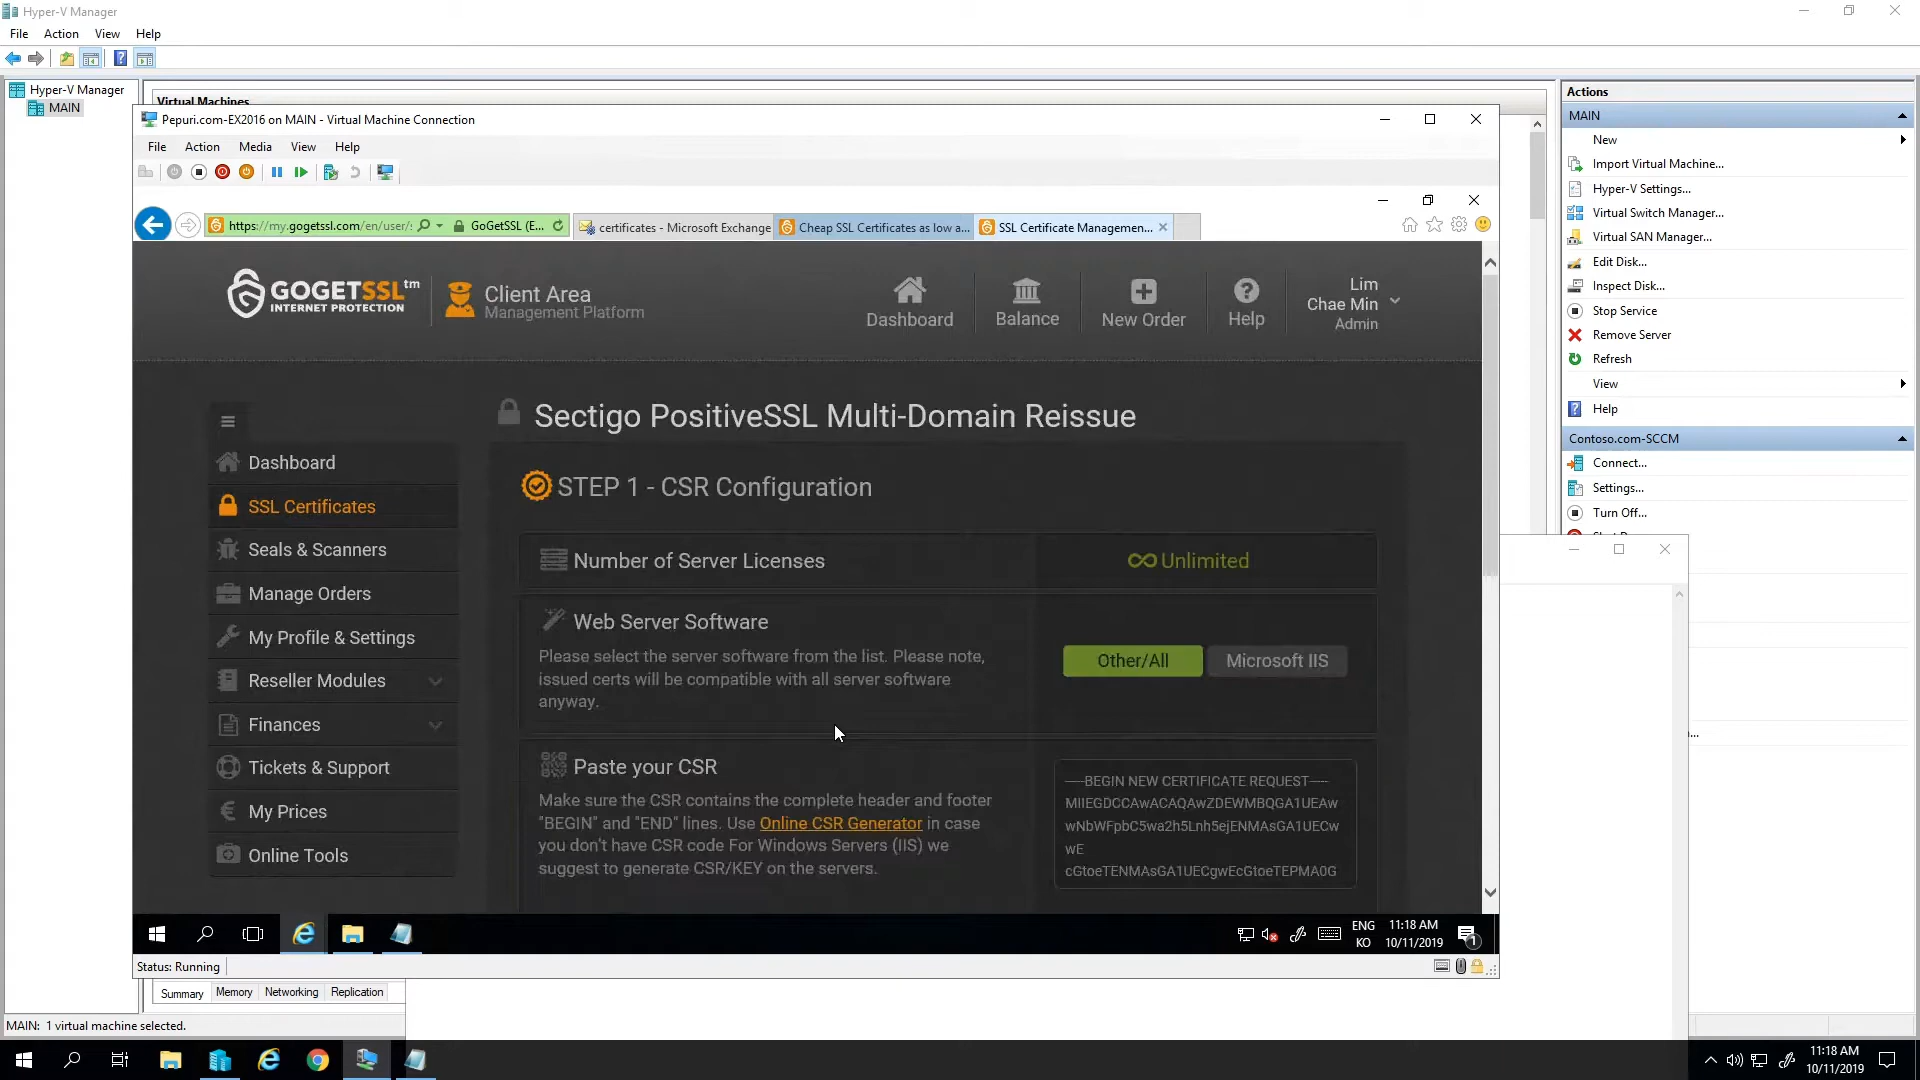 Hyper-V Manager
File Action View Help
Hyper-V Manager
MAIN
Virtual Machines
Pepuri.com-EX2016 on MAIN - Virtual Machine Connection
File Action Media View Help
https://my.gogetssl.com/en/user/: GoGetSSL (E...
certificates - Microsoft Exchange
Cheap SSL Certificates as low a...
SSL Certificate Managemen...
GOGETSSL™
INTERNET PROTECTION
Client Area
Management Platform
Dashboard
Balance
New Order
Help
Lim
Chae Min
Admin
Dashboard
SSL Certificates
Seals & Scanners
Manage Orders
My Profile & Settings
Reseller Modules
Finances
Tickets & Support
My Prices
Online Tools
Sectigo PositiveSSL Multi-Domain Reissue
STEP 1 - CSR Configuration
Number of Server Licenses
Unlimited
Web Server Software
Please select the server software from the list. Please note,
issued certs will be compatible with all server software
anyway.
Other/All
Microsoft IIS
Paste your CSR
Make sure the CSR contains the complete header and footer
"BEGIN" and "END" lines. Use Online CSR Generator in case
you don't have CSR code For Windows Servers (IIS) we
suggest to generate CSR/KEY on the servers.
-----BEGIN NEW CERTIFICATE REQUEST-----
MIIEGDCCAwACAQAwZDEWMBQGA1UEAw
wNbWFpbC5wa2h5Lnh5ejENMAsGA1UECw
wE
cGtoeTENMAsGA1UECgwEcGtoeTEPMA0G
ENG
KO
11:18 AM
10/11/2019
1
Status: Running
Summary Memory Networking Replication
MAIN: 1 virtual machine selected.
Actions
MAIN
New
Import Virtual Machine...
Hyper-V Settings...
Virtual Switch Manager...
Virtual SAN Manager...
Edit Disk...
Inspect Disk...
Stop Service
Remove Server
Refresh
View
Help
Contoso.com-SCCM
Connect...
Settings...
Turn Off...
11:18 AM
10/11/2019